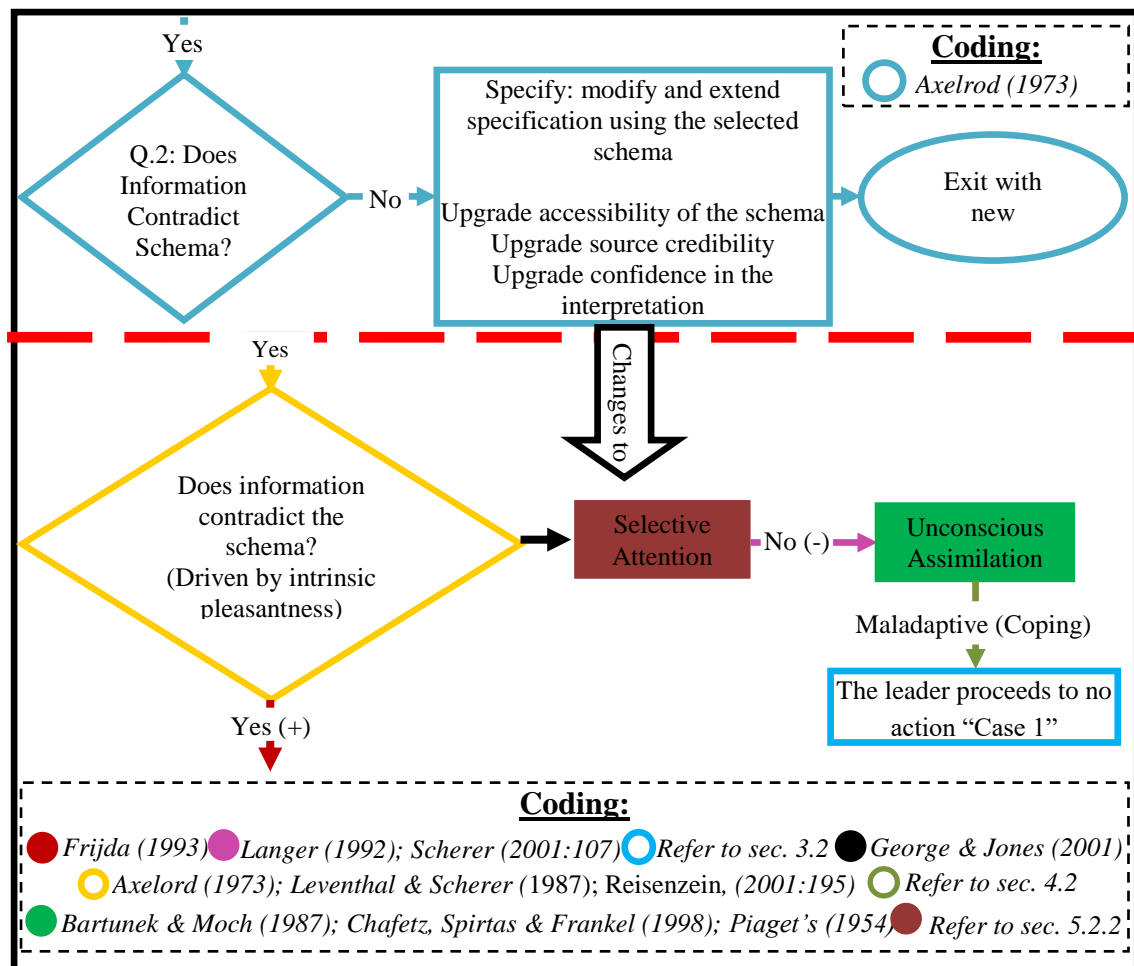 Yes
Coding:
Axelrod (1973)
Q.2: Does
Information
Contradict
Schema?
No
Specify: modify and extend
specification using the selected
schema
Upgrade accessibility of the schema
Upgrade source credibility
Upgrade confidence in the
interpretation
Exit with
new
Yes
Changes to
Does information
contradict the
schema?
(Driven by intrinsic
pleasantness)
Selective
Attention
No (-)
Unconscious
Assimilation
Maladaptive (Coping)
The leader proceeds to no
action “Case 1”
Yes (+)
Coding:
Frijda (1993) Langer (1992); Scherer (2001:107) Refer to sec. 3.2 George & Jones (2001)
Axelord (1973); Leventhal & Scherer (1987); Reisenzein, (2001:195) Refer to sec. 4.2
Bartunek & Moch (1987); Chafetz, Spirtas & Frankel (1998); Piaget’s (1954) Refer to sec. 5.2.2